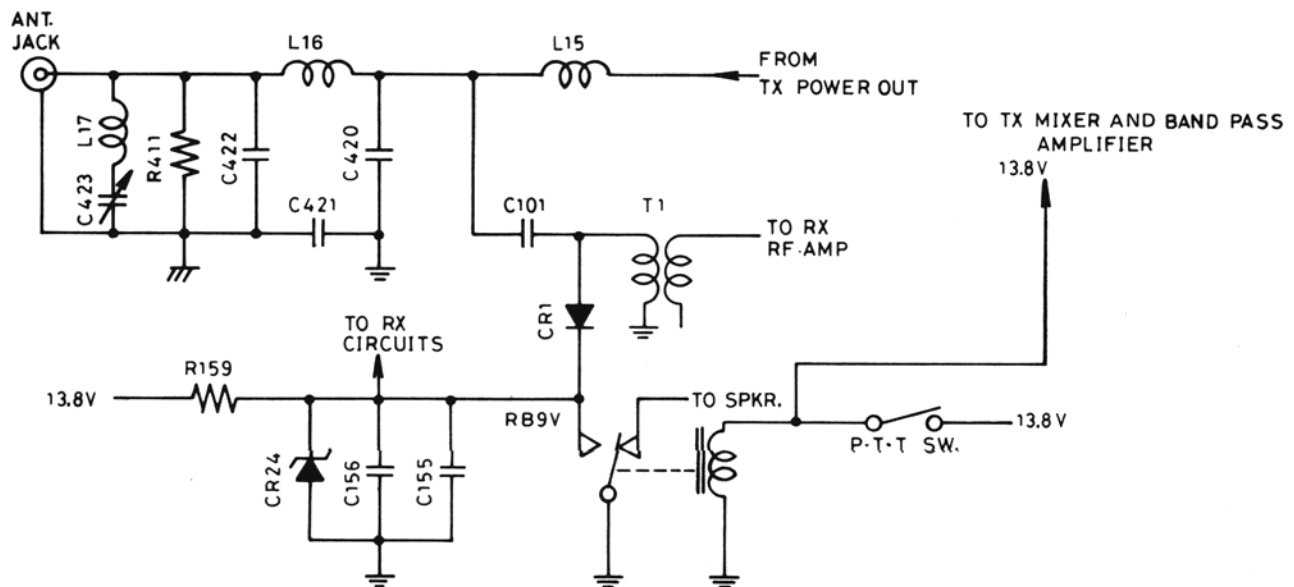 ANT.
JACK
L16
L15
FROM
TX POWER OUT
L17
C423
R411
C422
C420
C421
C101
T1
TO RX
RF-AMP
TO TX MIXER AND BAND PASS
AMPLIFIER
13.8V
CR1
TO RX
CIRCUITS
R159
13.8V
RB9V
TO SPKR.
P·T·T SW.
13.8V
CR24
C156
C155